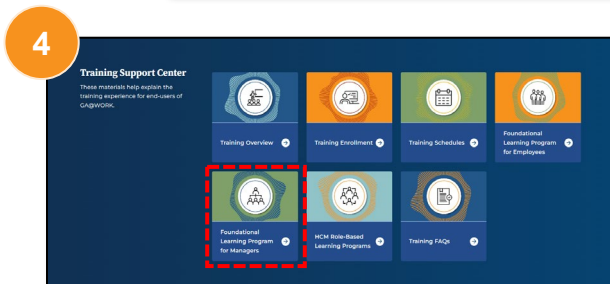 4
Training Support Center
These materials help explain the
training experience for end-users of
GA@WORK.
Training Overview
Training Enrollment
Training Schedules
Foundational
Learning Program
for Employees
Foundational
Learning Program
for Managers
HCM Role-Based
Learning Programs
Training FAQs